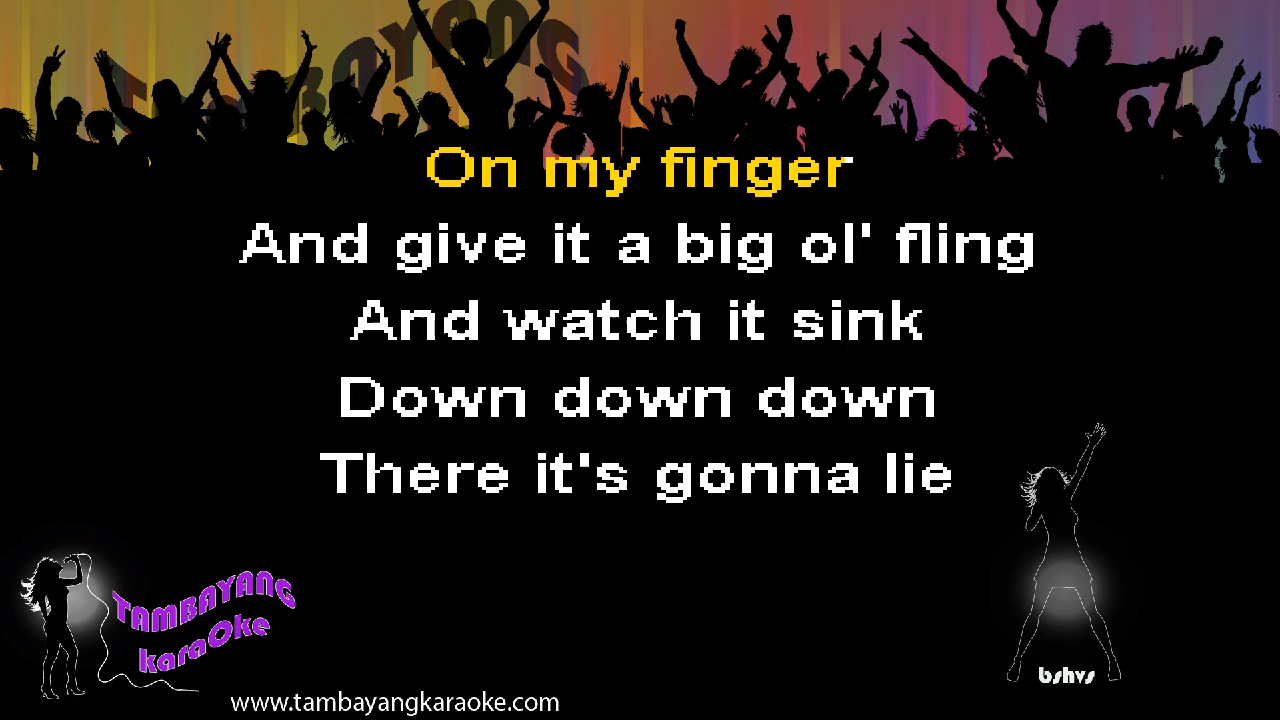 TAMBAYANG
On my finger
And give it a big ol' fling
And watch it sink
Down down down
There it's gonna lie
TAMBAYANG
karaOke
bshvs
www.tambayangkaraoke.com